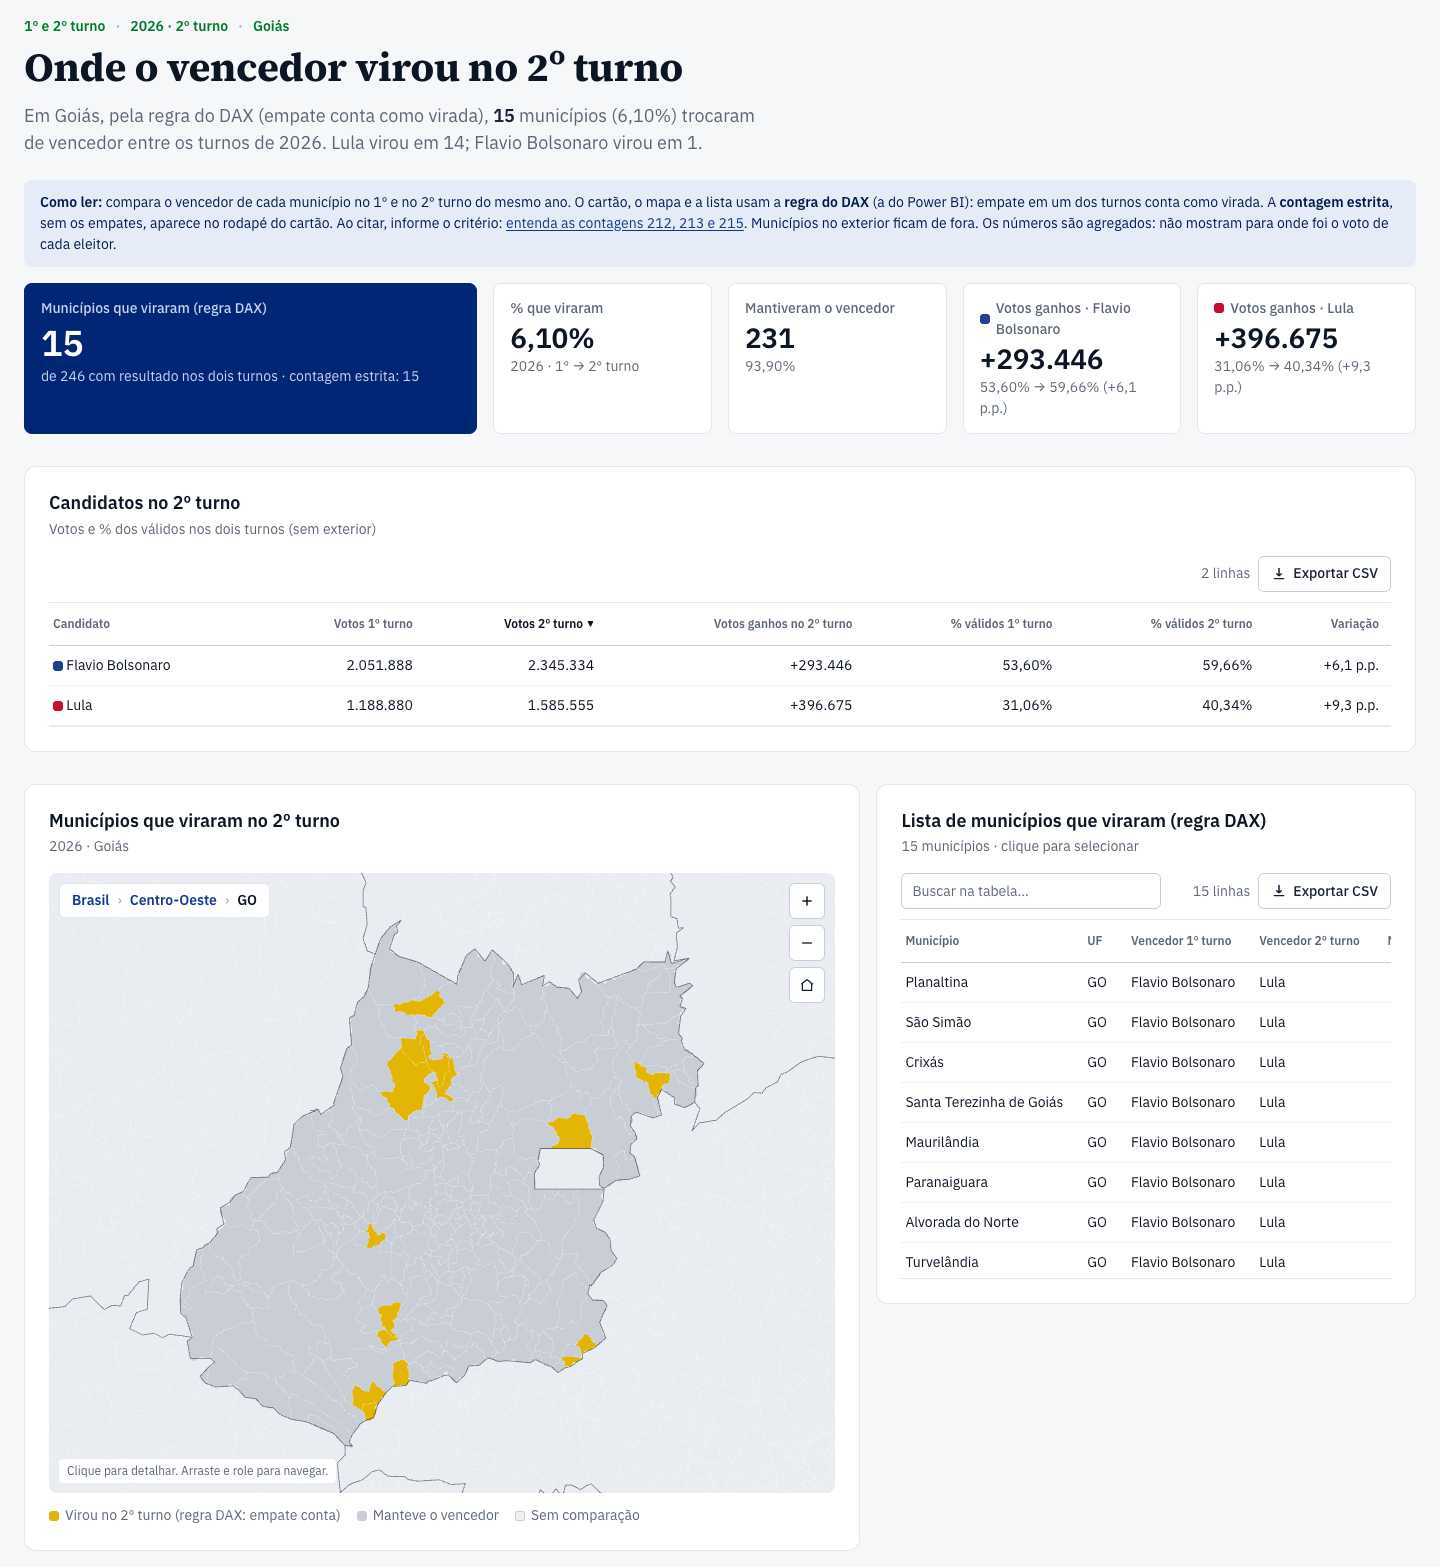 1º e 2º turno · 2026 · 2º turno · Goiás
Onde o vencedor virou no 2º turno
Em Goiás, pela regra do DAX (empate conta como virada), 15 municípios (6,10%) trocaram
de vencedor entre os turnos de 2026. Lula virou em 14; Flavio Bolsonaro virou em 1.
Como ler: compara o vencedor de cada município no 1º e no 2º turno do mesmo ano. O cartão, o mapa e a lista usam a regra do DAX (a do Power BI): empate em um dos turnos conta como virada. A contagem estrita,
sem os empates, aparece no rodapé do cartão. Ao citar, informe o critério: entenda as contagens 212, 213 e 215. Municípios no exterior ficam de fora. Os números são agregados: não mostram para onde foi o voto de
cada eleitor.
Municípios que viraram (regra DAX)
15
de 246 com resultado nos dois turnos · contagem estrita: 15
% que viraram
6,10%
2026 · 1º → 2º turno
Mantiveram o vencedor
231
93,90%
Votos ganhos · Flavio
Bolsonaro
+293.446
53,60% → 59,66% (+6,1
p.p.)
Votos ganhos · Lula
+396.675
31,06% → 40,34% (+9,3
p.p.)
Candidatos no 2º turno
Votos e % dos válidos nos dois turnos (sem exterior)
2 linhas Exportar CSV
Candidato Votos 1º turno Votos 2º turno ▼ Votos ganhos no 2º turno % válidos 1º turno % válidos 2º turno Variação
Flavio Bolsonaro 2.051.888 2.345.334 +293.446 53,60% 59,66% +6,1 p.p.
Lula 1.188.880 1.585.555 +396.675 31,06% 40,34% +9,3 p.p.
Municípios que viraram no 2º turno
2026 · Goiás
Brasil › Centro-Oeste › GO
+
−
Clique para detalhar. Arraste e role para navegar.
Virou no 2º turno (regra DAX: empate conta) Manteve o vencedor Sem comparação
Lista de municípios que viraram (regra DAX)
15 municípios · clique para selecionar
Buscar na tabela... 15 linhas Exportar CSV
Município UF Vencedor 1º turno Vencedor 2º turno
Planaltina GO Flavio Bolsonaro Lula
São Simão GO Flavio Bolsonaro Lula
Crixás GO Flavio Bolsonaro Lula
Santa Terezinha de Goiás GO Flavio Bolsonaro Lula
Maurilândia GO Flavio Bolsonaro Lula
Paranaiguara GO Flavio Bolsonaro Lula
Alvorada do Norte GO Flavio Bolsonaro Lula
Turvelândia GO Flavio Bolsonaro Lula